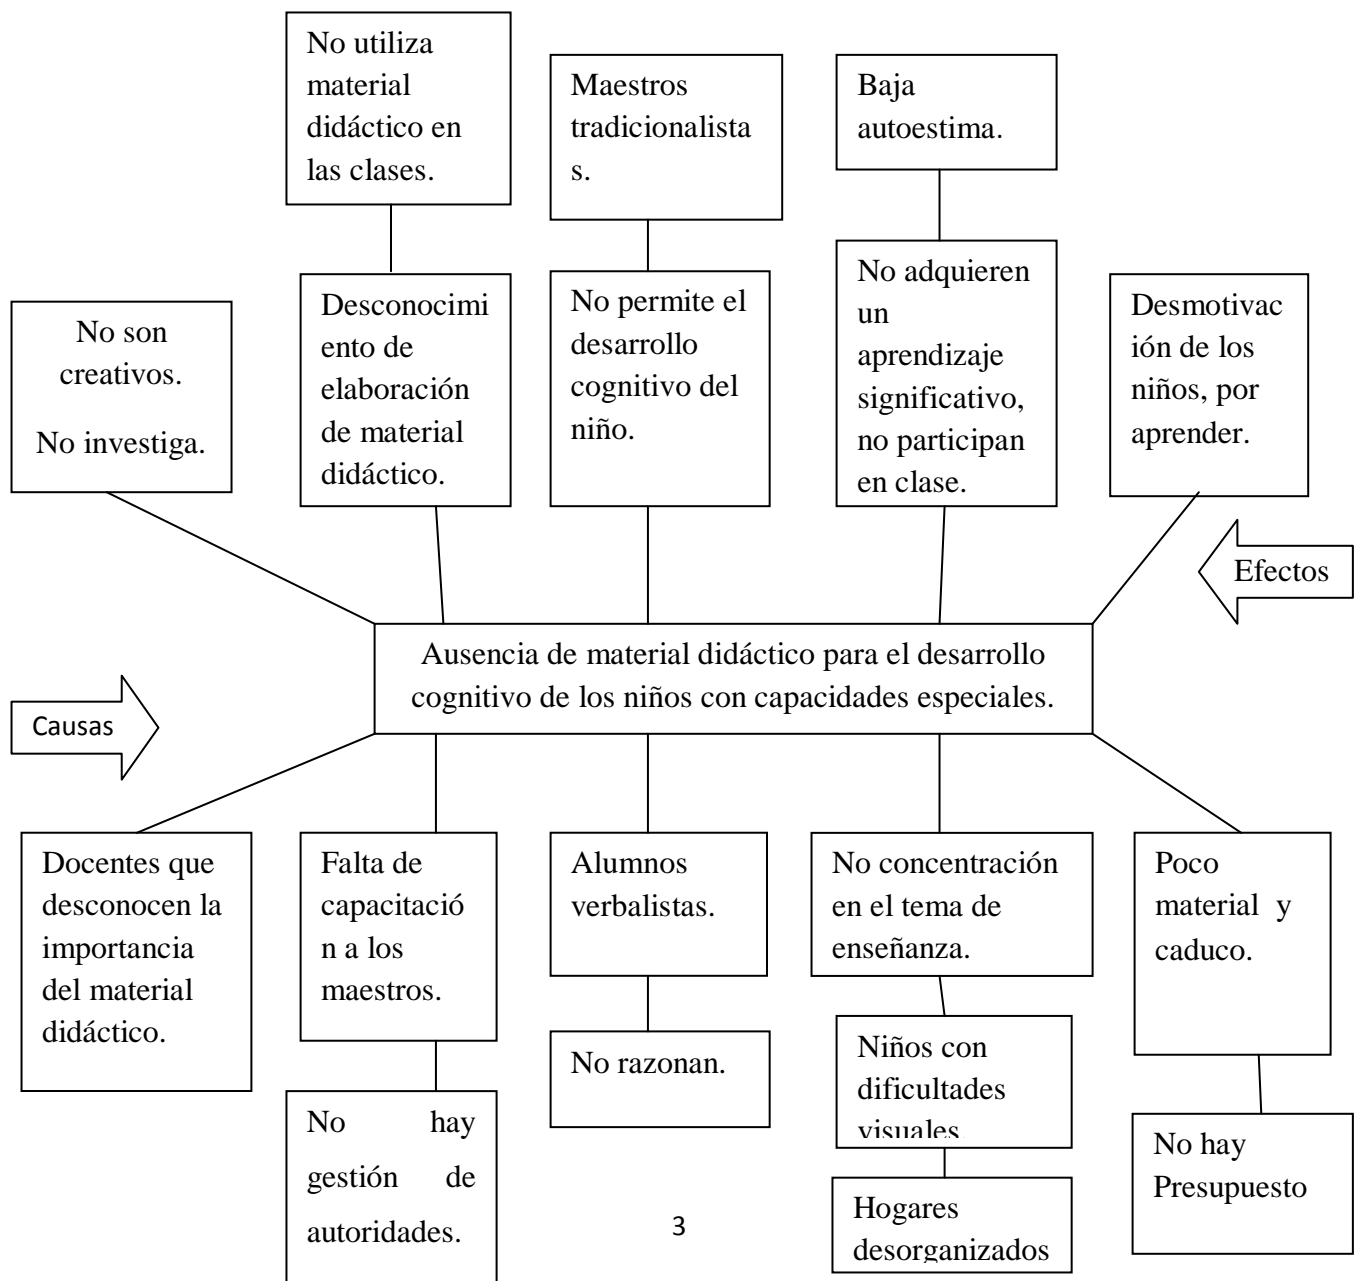 No utiliza
material
didáctico en
las clases.
Maestros
tradicionalista
s.
Baja
autoestima.
No son
creativos.
No investiga.
Desconocimi
ento de
elaboración
de material
didáctico.
No permite el
desarrollo
cognitivo del
niño.
No adquieren
un
aprendizaje
significativo,
no participan
en clase.
Desmotivac
ión de los
niños, por
aprender.
Efectos
Ausencia de material didáctico para el desarrollo
cognitivo de los niños con capacidades especiales.
Causas
Docentes que
desconocen la
importancia
del material
didáctico.
Falta de
capacitació
n a los
maestros.
Alumnos
verbalistas.
No concentración
en el tema de
enseñanza.
Poco
material y
caduco.
No hay
gestión de
autoridades.
No razonan.
Niños con
dificultades
visuales
Hogares
desorganizados
No hay
Presupuesto
3